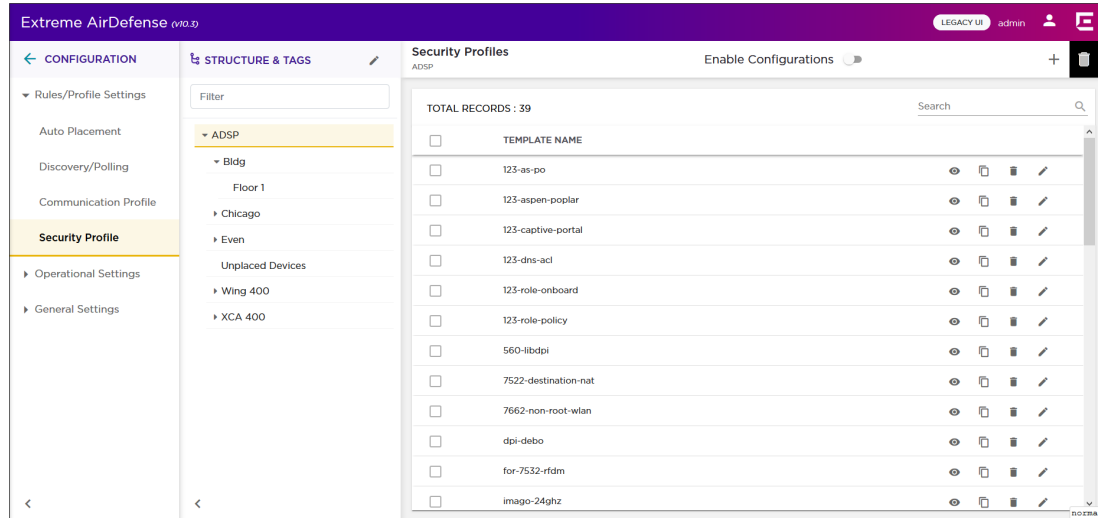 Extreme AirDefense (v10.3)
LEGACY UI
admin
CONFIGURATION
Rules/Profile Settings
Auto Placement
Discovery/Polling
Communication Profile
Security Profile
Operational Settings
General Settings
STRUCTURE & TAGS
Filter
ADSP
Bldg
Floor 1
Chicago
Even
Unplaced Devices
Wing 400
XCA 400
Security Profiles
ADSP
Enable Configurations
TOTAL RECORDS : 39
Search
TEMPLATE NAME
123-as-po
123-aspen-poplar
123-captive-portal
123-dns-acl
123-role-onboard
123-role-policy
560-libdpi
7522-destination-nat
7662-non-root-wlan
dpi-debo
for-7532-rfdm
imago-24ghz
norma